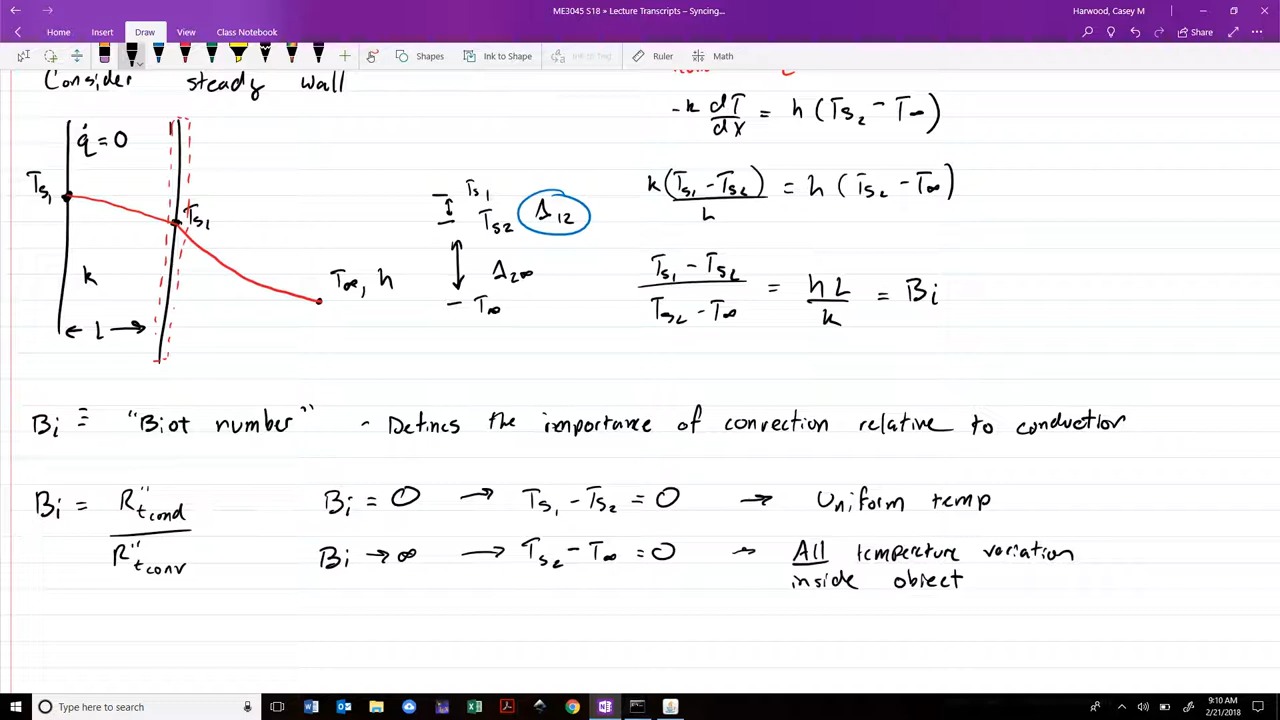 ME3045 S18 » Lecture Transcripts – Syncing...
Harwood, Casey M
Home Insert Draw View Class Notebook
Share
Shapes Ink to Shape Ink to Text Ruler Math
Consider steady wall
q̇ = 0
Ts1
Ts1
k
← L →
T∞, h
Ts1
Ts2 Δ12
Δ2∞
T∞
-k dT/dx = h (Ts2 - T∞)
k (Ts1 - Ts2) / L = h (Ts2 - T∞)
(Ts1 - Ts2) / (Ts2 - T∞) = hL / k = Bi
Bi ≡ "Biot number" - Defines the importance of convection relative to conduction
Bi = R"t,cond / R"t,conv
Bi = 0 → Ts1 - Ts2 = 0 → Uniform temp
Bi → ∞ → Ts2 - T∞ = 0 → All temperature variation
inside object
Type here to search
9:10 AM
2/21/2018